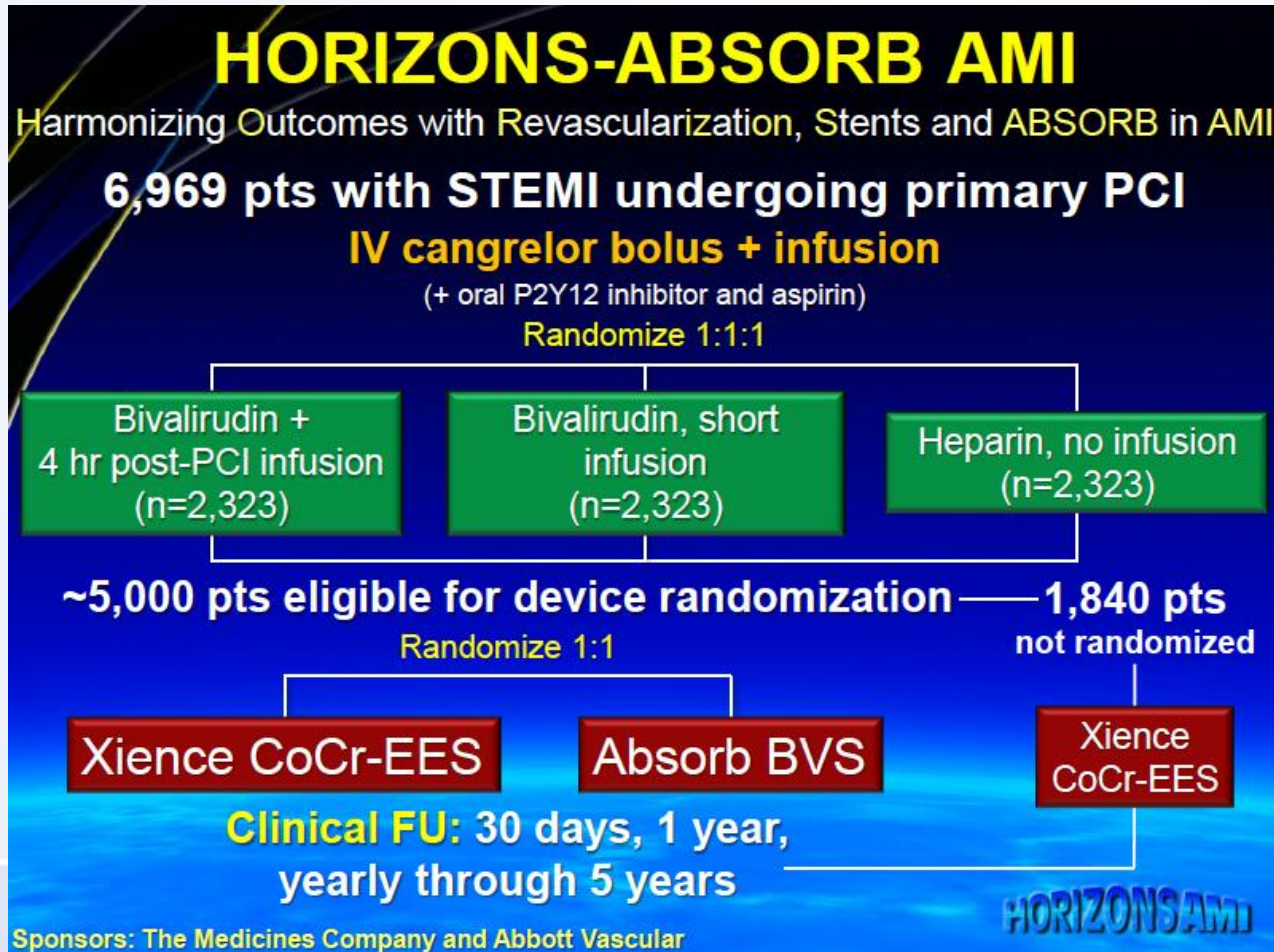 HORIZONS-ABSORB AMI
Harmonizing Outcomes with Revascularization, Stents and ABSORB in AMI
6,969 pts with STEMI undergoing primary PCI
IV cangrelor bolus + infusion
(+ oral P2Y12 inhibitor and aspirin)
Randomize 1:1:1
Bivalirudin +
4 hr post-PCI infusion
(n=2,323)
Bivalirudin, short
infusion
(n=2,323)
Heparin, no infusion
(n=2,323)
~5,000 pts eligible for device randomization
1,840 pts
not randomized
Randomize 1:1
Xience CoCr-EES
Absorb BVS
Xience
CoCr-EES
Clinical FU: 30 days, 1 year,
yearly through 5 years
HORIZONSAMI
Sponsors: The Medicines Company and Abbott Vascular